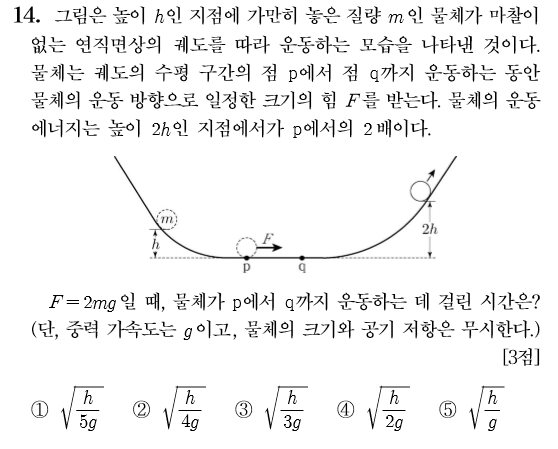 14. 그림은 높이 h인 지점에 가만히 놓은 질량 m인 물체가 마찰이
없는 연직면상의 궤도를 따라 운동하는 모습을 나타낸 것이다.
물체는 궤도의 수평 구간의 점 p에서 점 q까지 운동하는 동안
물체의 운동 방향으로 일정한 크기의 힘 F를 받는다. 물체의 운동
에너지는 높이 2h인 지점에서가 p에서의 2배이다.
m
h
F
2h
p
q
F=2mg일 때, 물체가 p에서 q까지 운동하는 데 걸린 시간은?
(단, 중력 가속도는 g이고, 물체의 크기와 공기 저항은 무시한다.)
[3점]
① √(h/5g) ② √(h/4g) ③ √(h/3g) ④ √(h/2g) ⑤ √(h/g)